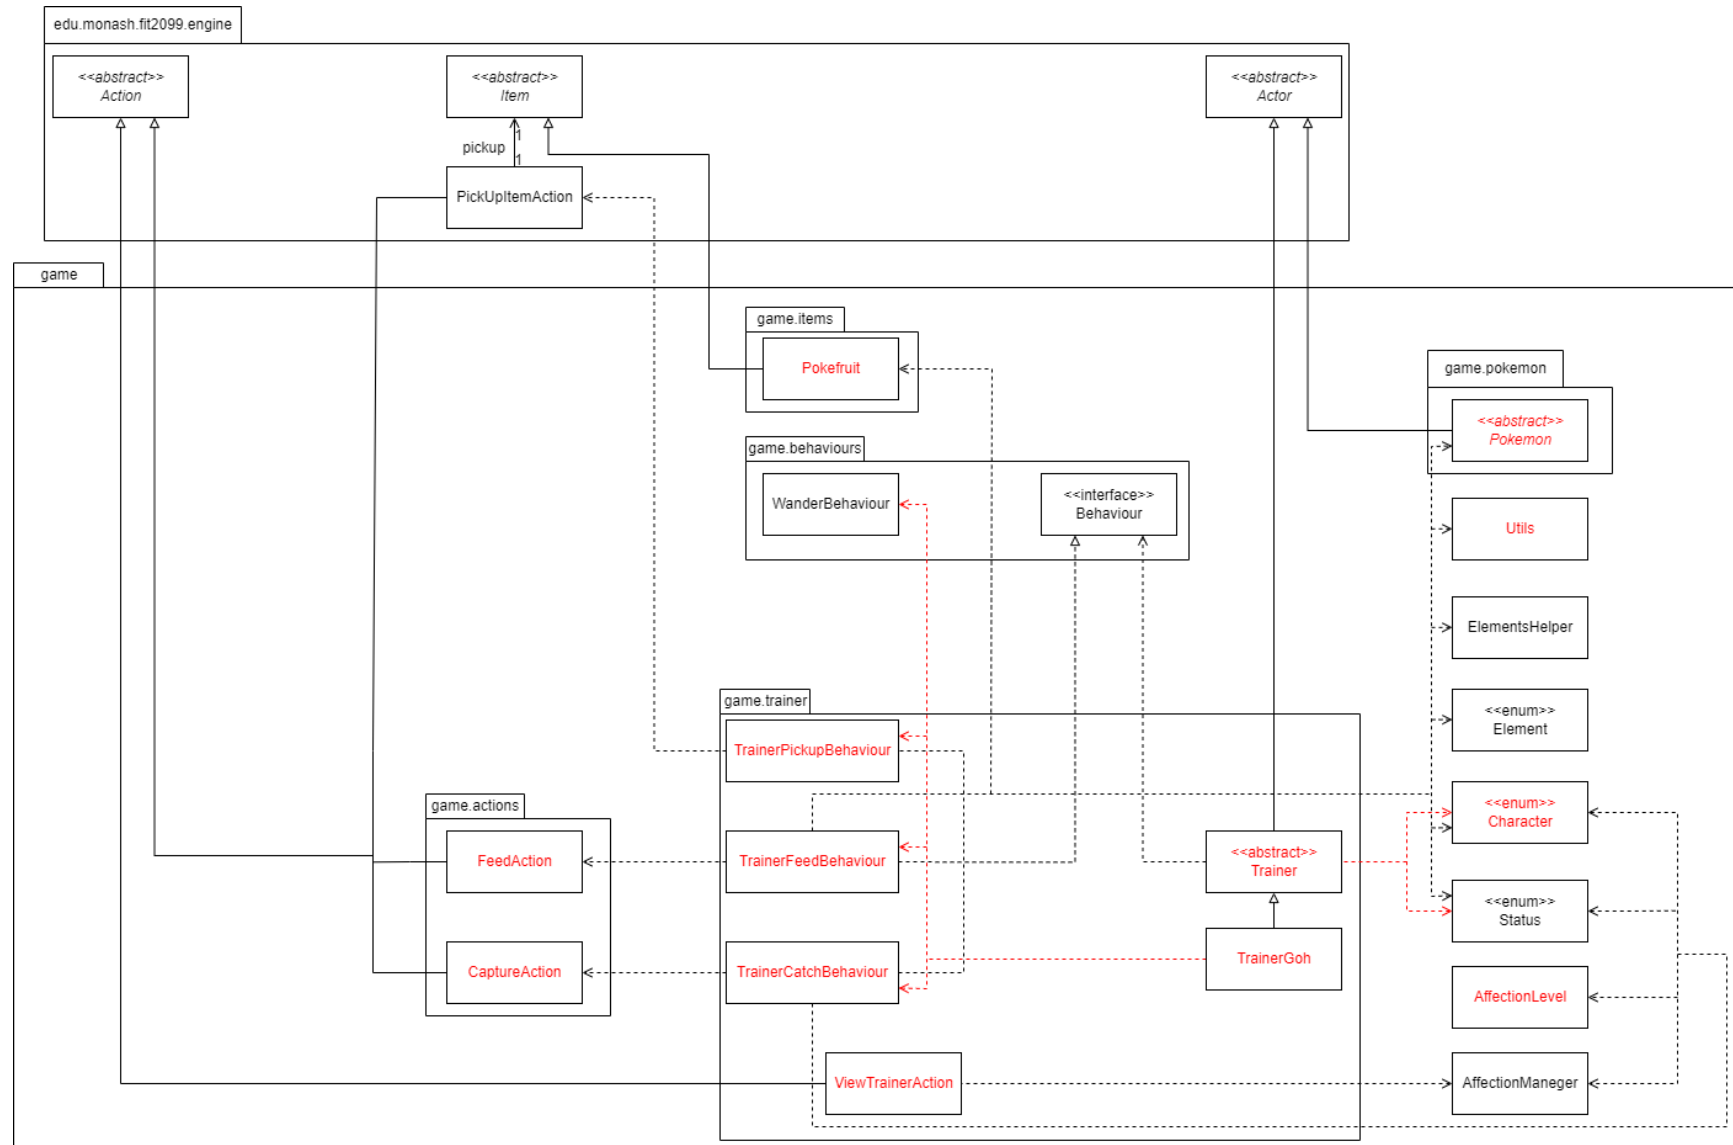 edu.monash.fit2099.engine
<<abstract>>
Action
<<abstract>>
Item
<<abstract>>
Actor
1
pickup
1
PickUpItemAction
game
game.items
Pokefruit
game.pokemon
<<abstract>>
Pokemon
game.behaviours
WanderBehaviour
<<interface>>
Behaviour
Utils
ElementsHelper
<<enum>>
Element
game.trainer
TrainerPickupBehaviour
game.actions
<<enum>>
Character
FeedAction
TrainerFeedBehaviour
<<abstract>>
Trainer
<<enum>>
Status
CaptureAction
TrainerCatchBehaviour
TrainerGoh
AffectionLevel
ViewTrainerAction
AffectionManeger